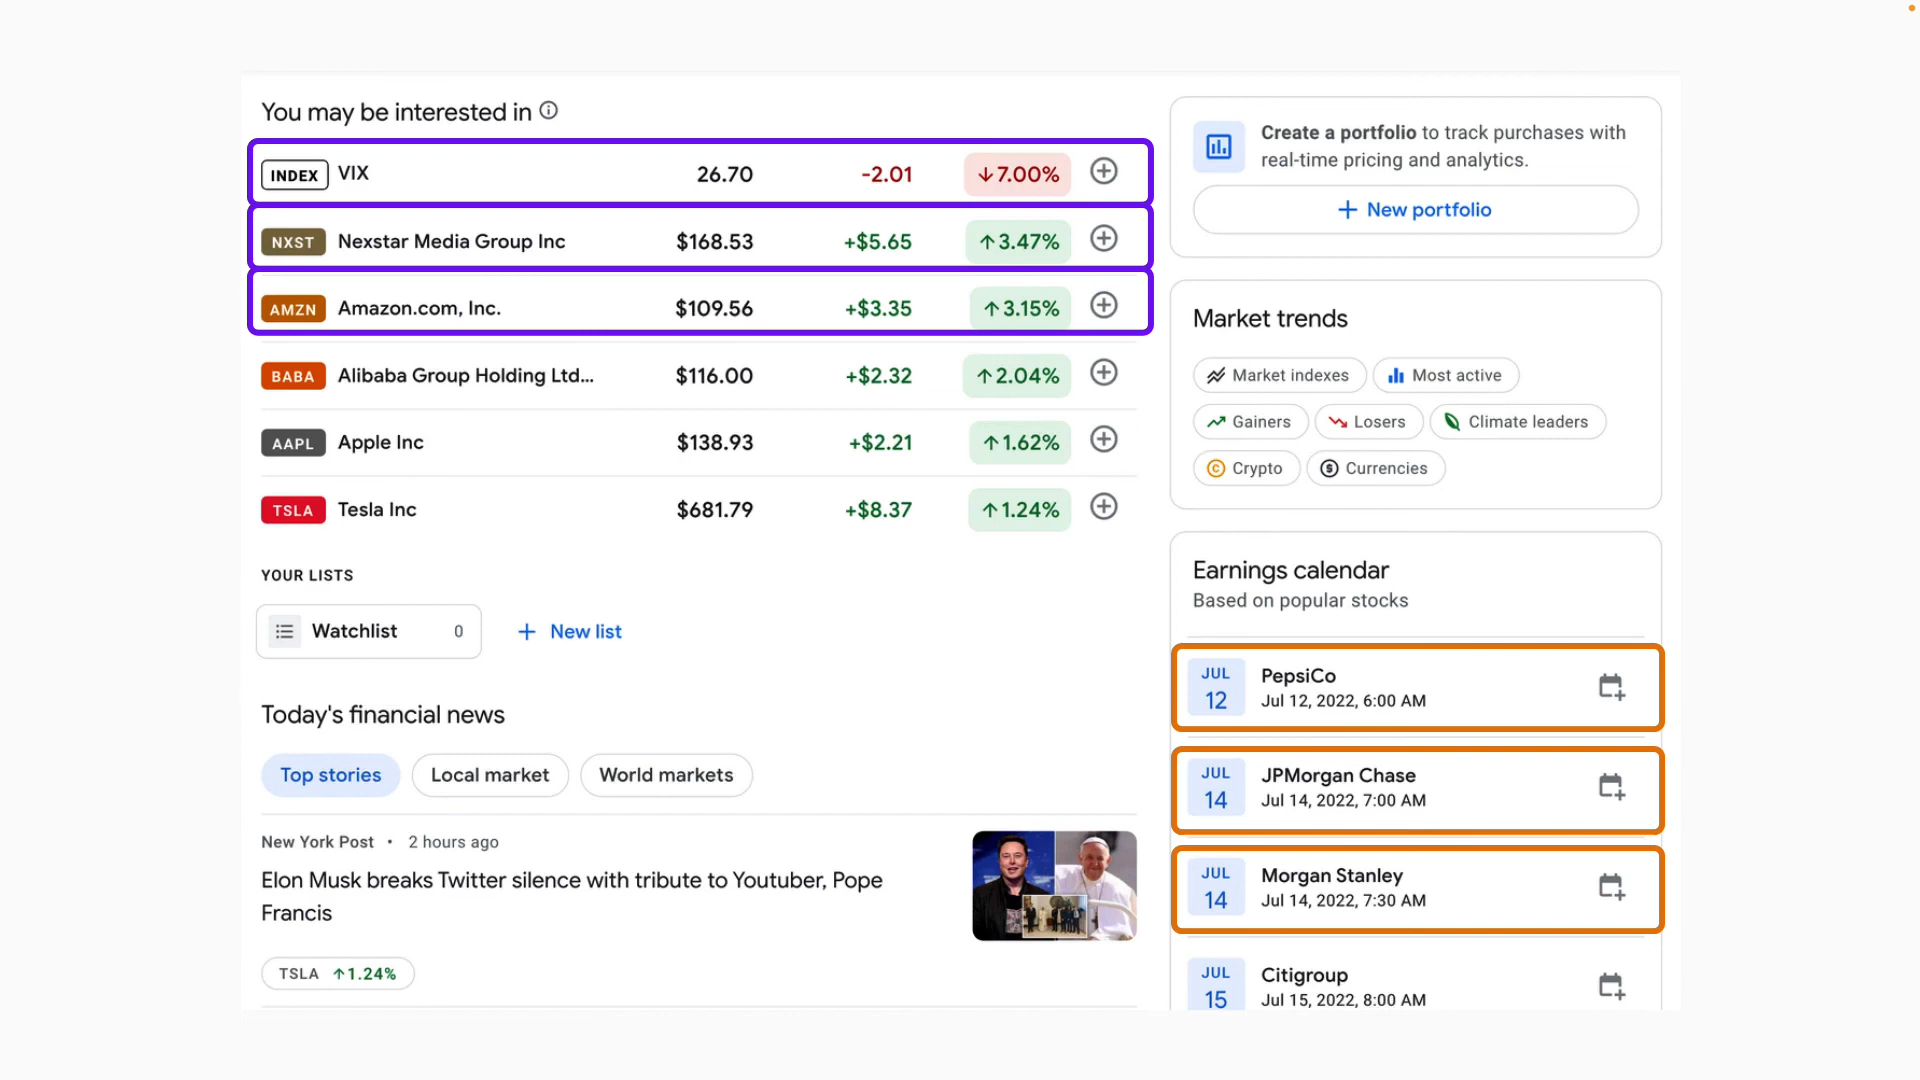 You may be interested in
INDEX VIX 26.70 -2.01 ↓7.00%
NXST Nexstar Media Group Inc $168.53 +$5.65 ↑3.47%
AMZN Amazon.com, Inc. $109.56 +$3.35 ↑3.15%
BABA Alibaba Group Holding Ltd... $116.00 +$2.32 ↑2.04%
AAPL Apple Inc $138.93 +$2.21 ↑1.62%
TSLA Tesla Inc $681.79 +$8.37 ↑1.24%
YOUR LISTS
Watchlist 0 + New list
Today's financial news
Top stories Local market World markets
New York Post • 2 hours ago
Elon Musk breaks Twitter silence with tribute to Youtuber, Pope
Francis
TSLA ↑1.24%
Create a portfolio to track purchases with
real-time pricing and analytics.
+ New portfolio
Market trends
Market indexes Most active
Gainers Losers Climate leaders
Crypto Currencies
Earnings calendar
Based on popular stocks
JUL
12
PepsiCo
Jul 12, 2022, 6:00 AM
JUL
14
JPMorgan Chase
Jul 14, 2022, 7:00 AM
JUL
14
Morgan Stanley
Jul 14, 2022, 7:30 AM
JUL
15
Citigroup
Jul 15, 2022, 8:00 AM